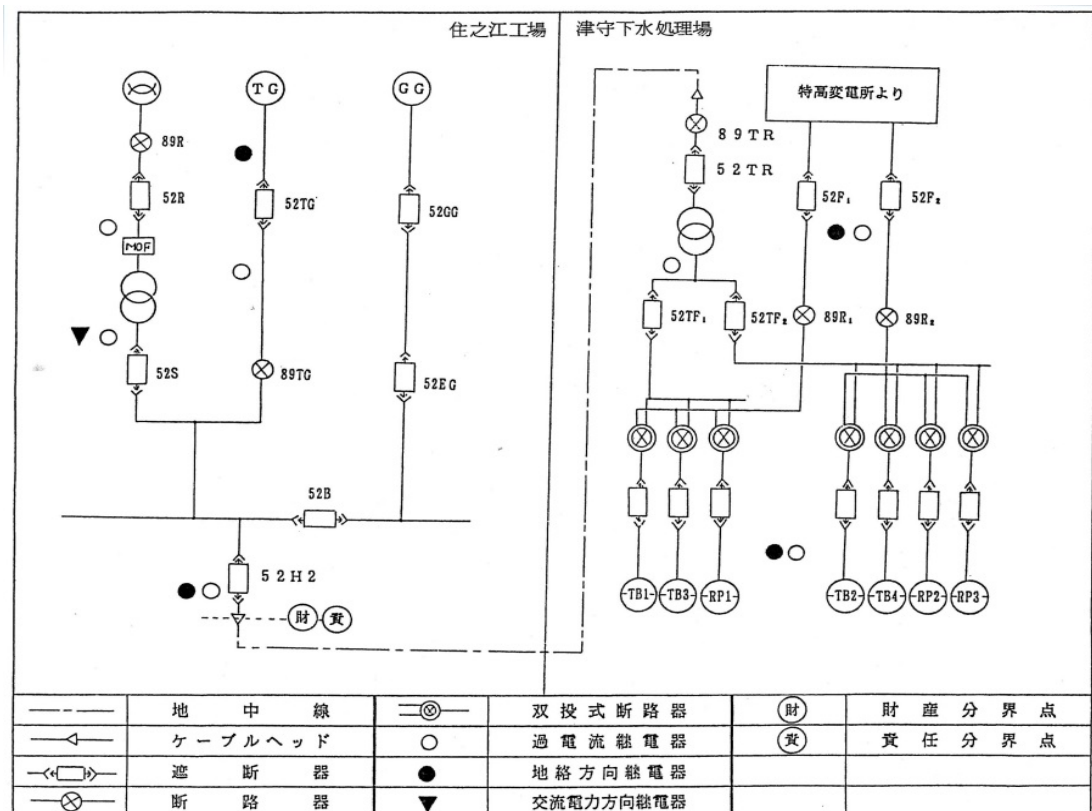 住之江工場
津守下水処理場
TG
GG
特高変電所より
89R
89TR
52R
52TG
52GG
52TR
52F₁
52F₂
MOF
52TF₁
52TF₂
89R₁
89R₂
52S
89TG
52EG
52B
52H2
財
責
TB1
TB3
RP1
TB2
TB4
RP2
RP3
地中線
双投式断路器
財
財産分界点
ケーブルヘッド
過電流継電器
責
責任分界点
遮断器
地絡方向継電器
断路器
交流電力方向継電器